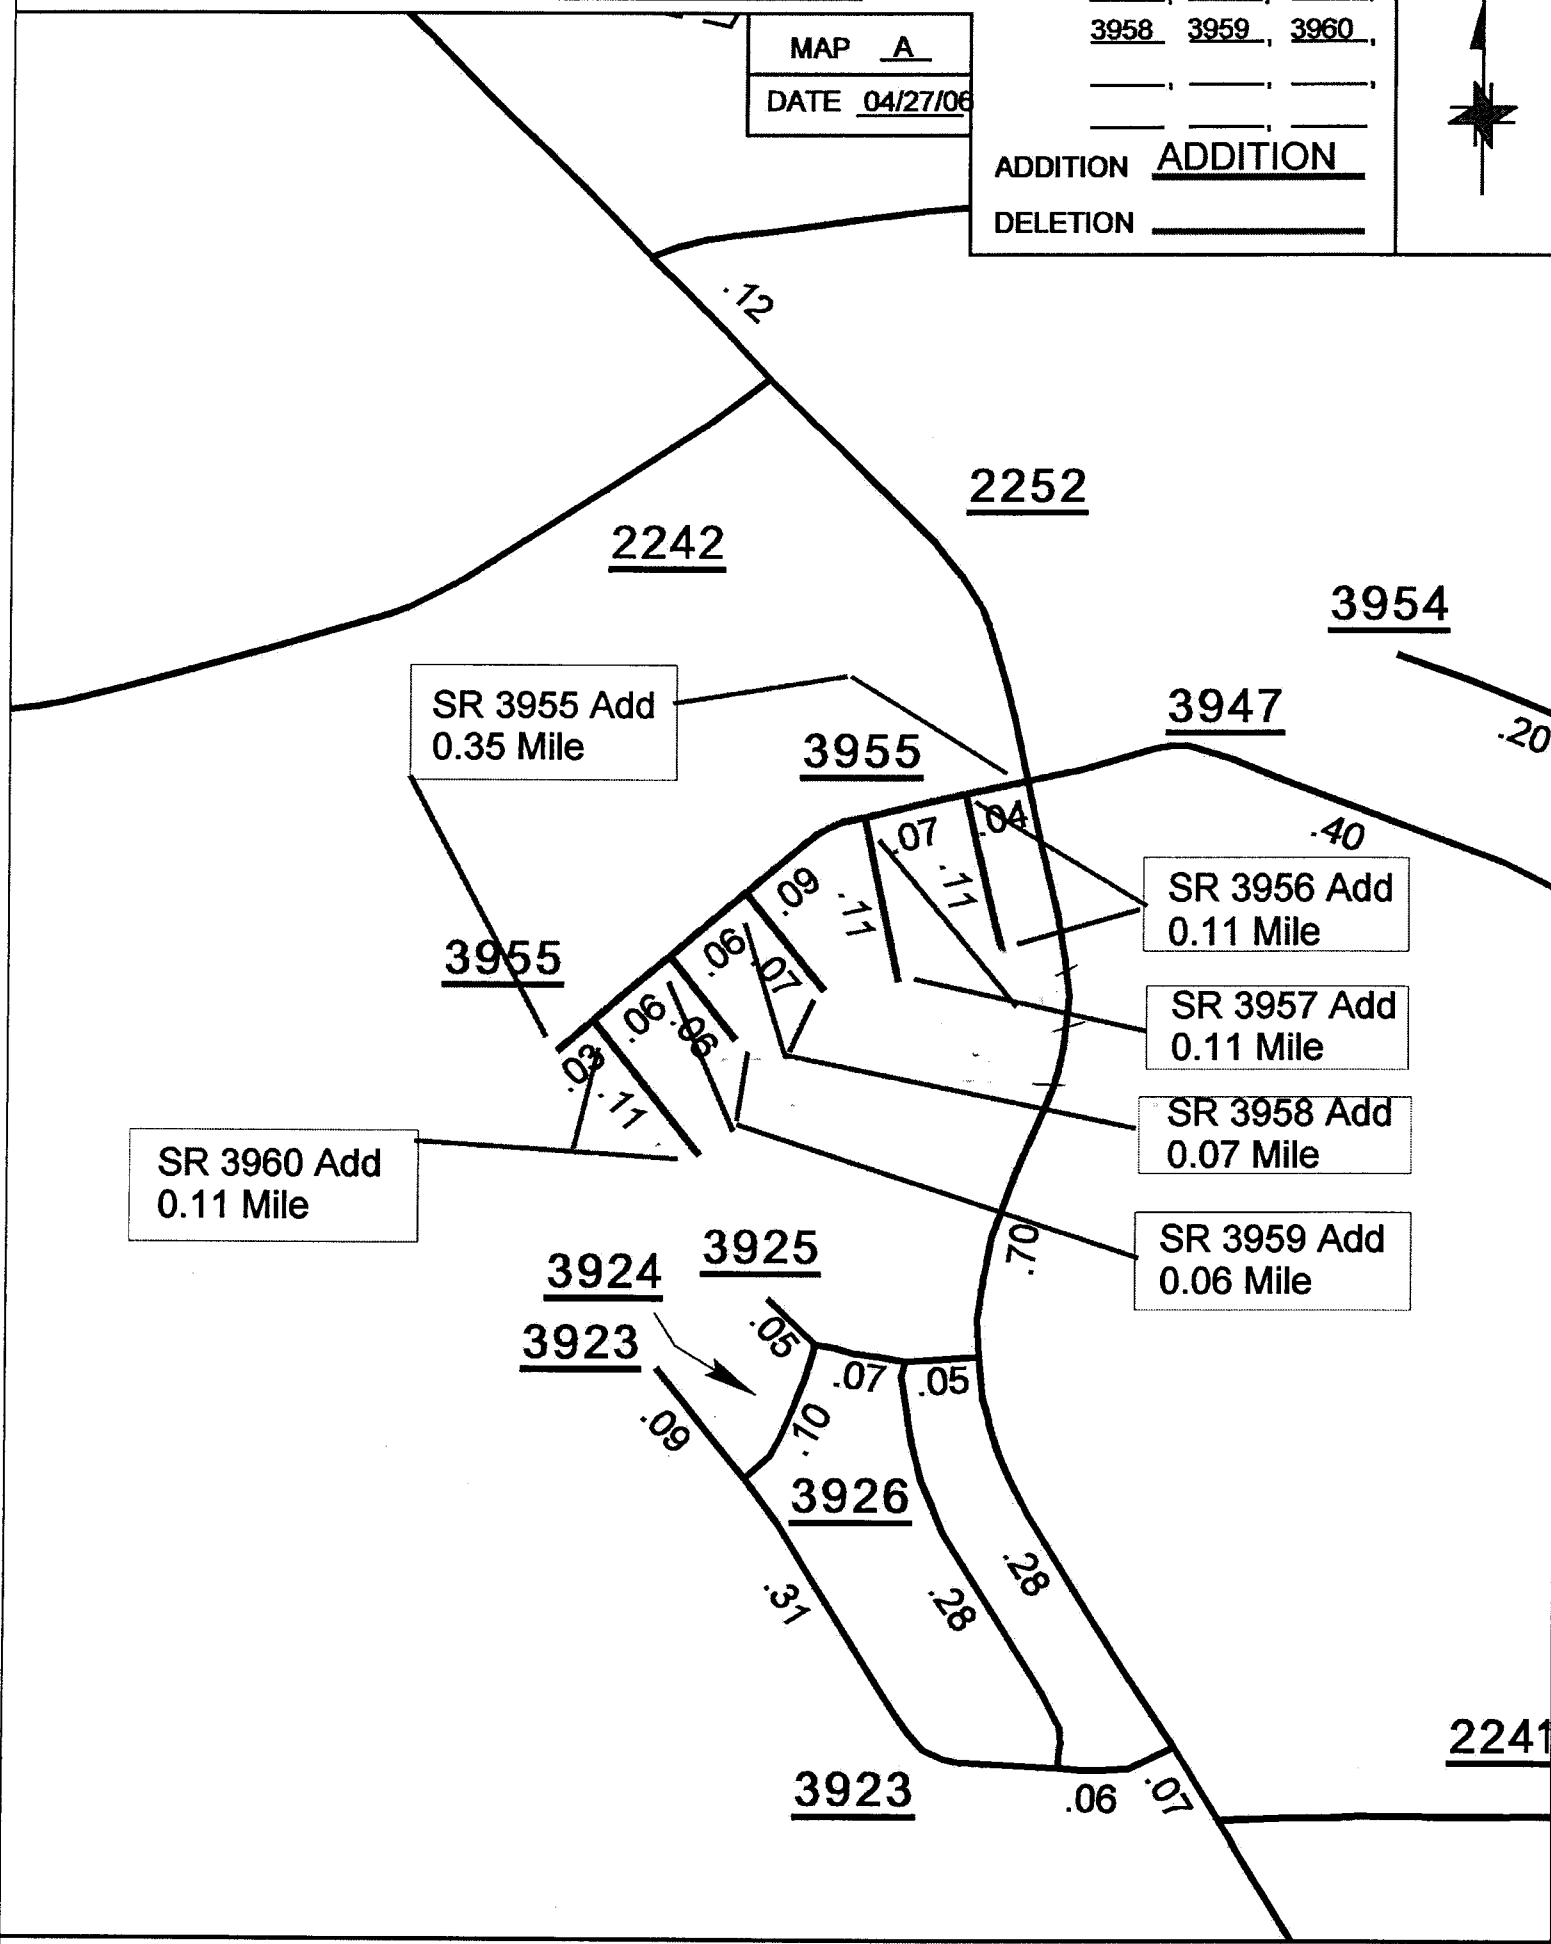 MAP A
DATE 04/27/06
3958, 3959, 3960,
ADDITION ADDITION
DELETION
.12
2252
2242
3954
.20
SR 3955 Add
0.35 Mile
3947
3955
.40
.04
.07
.11
.11
.09
SR 3956 Add
0.11 Mile
3955
.06
.07
.06
.06
.03
.11
SR 3957 Add
0.11 Mile
SR 3958 Add
0.07 Mile
SR 3960 Add
0.11 Mile
SR 3959 Add
0.06 Mile
.70
3925
3924
3923
.05
.07
.05
.09
.10
3926
.28
.28
.31
2241
3923
.06
.07